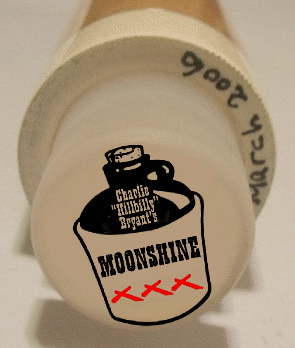 Charlie
"Hillbilly"
Bryant's
MOONSHINE
XXX
March 2006